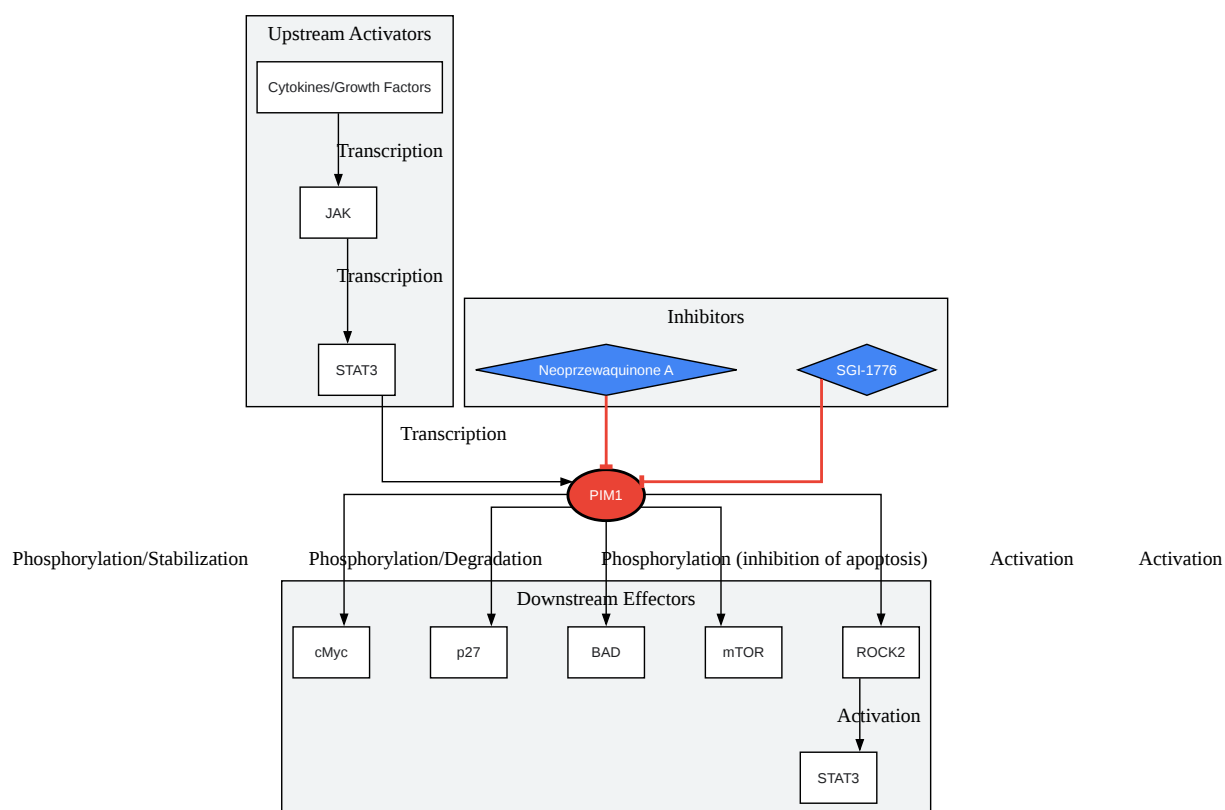 Upstream Activators
Cytokines/Growth Factors
Transcription
JAK
Transcription
STAT3
Inhibitors
Neoprzewaquinone A
SGI-1776
Transcription
PIM1
Phosphorylation/Stabilization
Phosphorylation/Degradation
Phosphorylation (inhibition of apoptosis)
Activation
Activation
Downstream Effectors
cMyc
p27
BAD
mTOR
ROCK2
Activation
STAT3